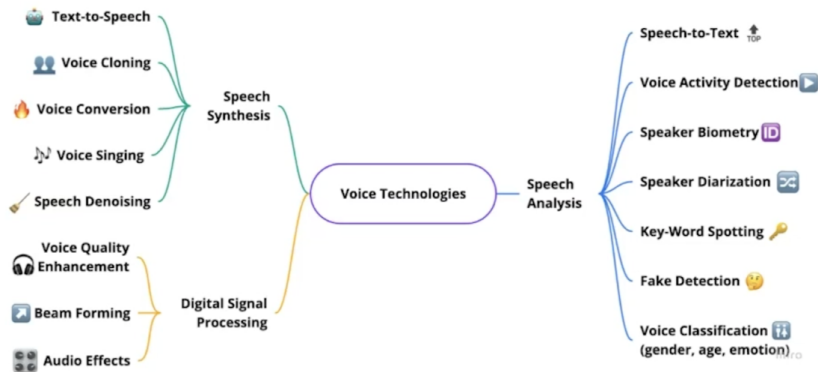 Text-to-Speech
Voice Cloning
Voice Conversion
Voice Singing
Speech Denoising
Speech
Synthesis
Voice Quality
Enhancement
Beam Forming
Audio Effects
Digital Signal
Processing
Voice Technologies
Speech
Analysis
Speech-to-Text
TOP
Voice Activity Detection
Speaker Biometry
ID
Speaker Diarization
Key-Word Spotting
Fake Detection
Voice Classification
(gender, age, emotion)
miro